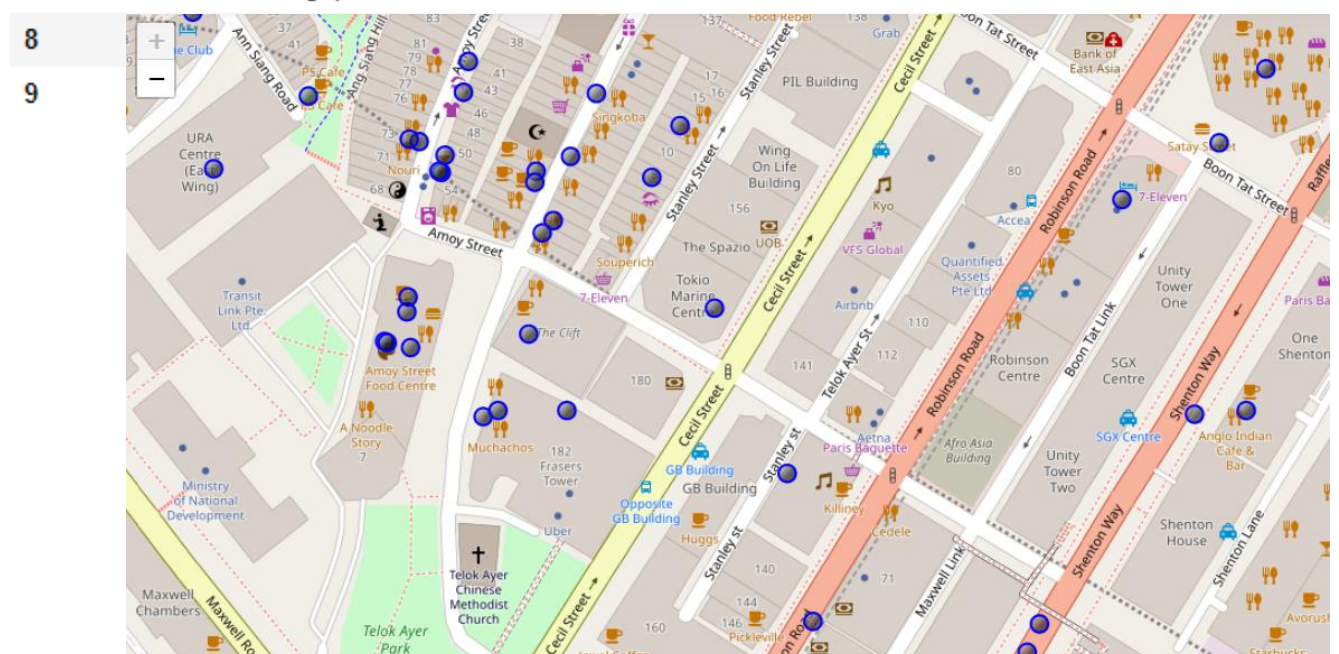 8
9
+
−
37
41
Ang Siang Hill
PS.Cafe
Ann Siang Road
83
81
79
78
77
76
73
71
Nouri
68
Amoy Street
38
41
43
46
48
50
54
Singkoba
137
Food Rebel
138
Grab
17
16
15
10
Stanley Street
Stanley Street
PIL Building
Cecil Street
Boon Tat Street
Boon Tat Street
Bank of
East Asia
URA
Centre
(East
Wing)
Wing
On Life
Building
156
The Spazio
UOB
Kyo
VFS Global
80
Robinson Road
Satay Street
7-Eleven
Boon Tat Street
Amoy Street
Souperich
7-Eleven
Tokio
Marine
Centre
Cecil Street
Airbnb
Quantified
Assets
Pte Ltd
Unity
Tower
One
One
Shenton
Transit
Link Pte.
Ltd.
The Clift
Telok Ayer St
110
112
141
Robinson Road
Robinson
Centre
Boon Tat Link
SGX
Centre
Shenton Way
Amoy Street
Food Centre
A Noodle
Story
7
180
Muchachos
182
Frasers
Tower
Uber
Cecil Street
Stanley st
Aetna
Paris Baguette
Afro Asia
Building
SGX Centre
Anglo Indian
Cafe &
Bar
Ministry
of National
Development
GB Building
GB Building
Opposite
GB Building
Killiney
Cedele
Unity
Tower
Two
Huggs
Stanley st
Shenton
House
Shenton Way
Shenton Lane
Telok Ayer
Chinese
Methodist
Church
Maxwell
Chambers
Telok Ayer
Park
Cecil Street
140
144
146
160
71
Maxwell Link
Pickleville
Starbucks